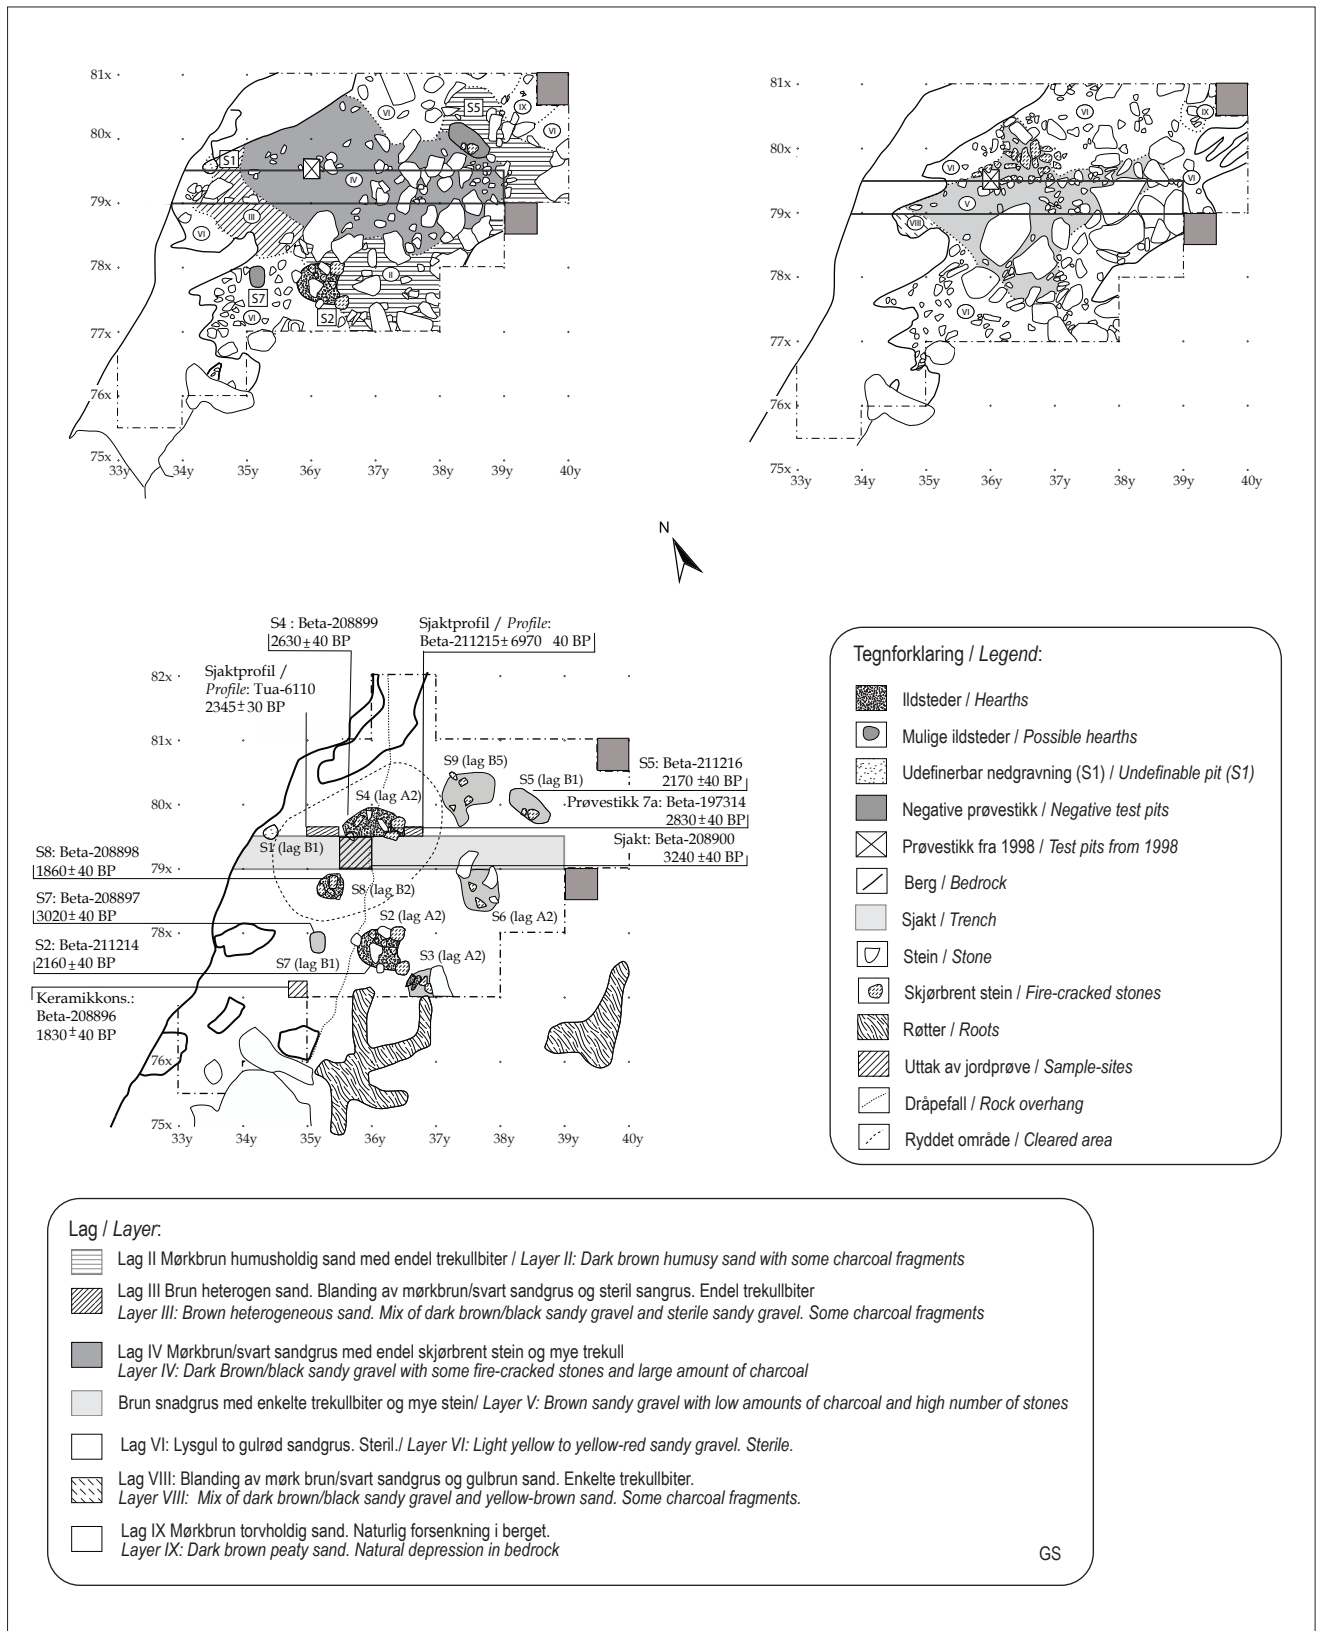 81x
80x
79x
78x
77x
76x
75x
33y 34y 35y 36y 37y 38y 39y 40y
VI
S5
IX
VI
S1
IV
III
VI
II
S7
VI
S2
81x
80x
79x
78x
77x
76x
75x
33y 34y 35y 36y 37y 38y 39y 40y
VI
IX
VI
VI
V
VIII
VI
N
S4 : Beta-208899
2630±40 BP
Sjaktprofil / Profile:
Beta-211215±6970 40 BP
Sjaktprofil /
Profile: Tua-6110
2345±30 BP
82x
81x
80x
79x
78x
76x
75x
33y 34y 35y 36y 37y 38y 39y 40y
S9 (lag B5)
S5 (lag B1)
S4 (lag A2)
S1 (lag B1)
S8 (lag B2)
S2 (lag A2)
S6 (lag A2)
S7 (lag B1)
S3 (lag A2)
S5: Beta-211216
2170 ±40 BP
Prøvestikk 7a: Beta-197314
2830±40 BP
Sjakt: Beta-208900
3240 ±40 BP
S8: Beta-208898
1860±40 BP
S7: Beta-208897
3020±40 BP
S2: Beta-211214
2160±40 BP
Keramikkons.:
Beta-208896
1830±40 BP
Tegnforklaring / Legend:
Ildsteder / Hearths
Mulige ildsteder / Possible hearths
Udefinerbar nedgravning (S1) / Undefinable pit (S1)
Negative prøvestikk / Negative test pits
Prøvestikk fra 1998 / Test pits from 1998
Berg / Bedrock
Sjakt / Trench
Stein / Stone
Skjørbrent stein / Fire-cracked stones
Røtter / Roots
Uttak av jordprøve / Sample-sites
Dråpefall / Rock overhang
Ryddet område / Cleared area
Lag / Layer:
Lag II Mørkbrun humusholdig sand med endel trekullbiter / Layer II: Dark brown humusy sand with some charcoal fragments
Lag III Brun heterogen sand. Blanding av mørkbrun/svart sandgrus og steril sangrus. Endel trekullbiter
Layer III: Brown heterogeneous sand. Mix of dark brown/black sandy gravel and sterile sandy gravel. Some charcoal fragments
Lag IV Mørkbrun/svart sandgrus med endel skjørbrent stein og mye trekull
Layer IV: Dark Brown/black sandy gravel with some fire-cracked stones and large amount of charcoal
Brun snadgrus med enkelte trekullbiter og mye stein/ Layer V: Brown sandy gravel with low amounts of charcoal and high number of stones
Lag VI: Lysgul to gulrød sandgrus. Steril./ Layer VI: Light yellow to yellow-red sandy gravel. Sterile.
Lag VIII: Blanding av mørk brun/svart sandgrus og gulbrun sand. Enkelte trekullbiter.
Layer VIII: Mix of dark brown/black sandy gravel and yellow-brown sand. Some charcoal fragments.
Lag IX Mørkbrun torvholdig sand. Naturlig forsenkning i berget.
Layer IX: Dark brown peaty sand. Natural depression in bedrock
GS